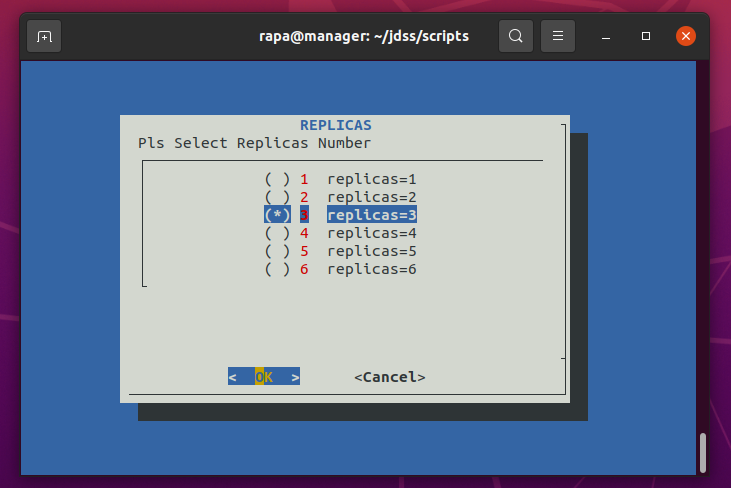 rapa@manager: ~/jdss/scripts
REPLICAS
Pls Select Replicas Number
( ) 1 replicas=1
( ) 2 replicas=2
(*) 3 replicas=3
( ) 4 replicas=4
( ) 5 replicas=5
( ) 6 replicas=6
< OK > <Cancel>